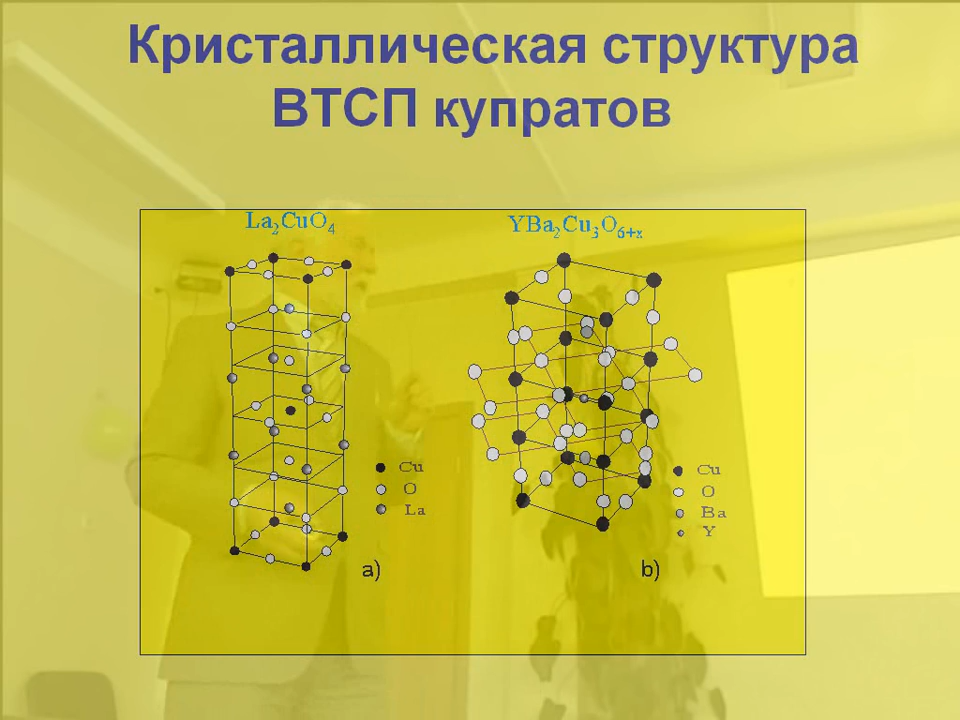 Кристаллическая структура
ВТСП купратов
La₂CuO₄
YBa₂Cu₃O₆₊ₓ
Cu
O
La
a)
Cu
O
Ba
Y
b)